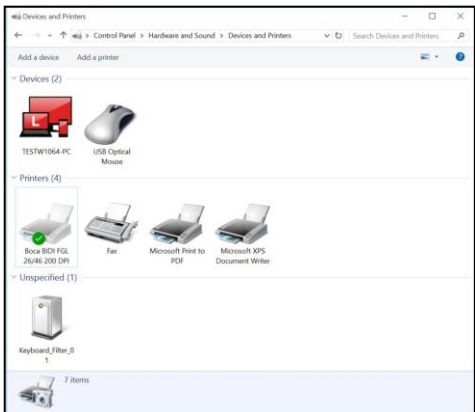 Devices and Printers
Control Panel > Hardware and Sound > Devices and Printers
Search Devices and Printers
Add a device Add a printer
Devices (2)
L
TESTW1064-PC
USB Optical
Mouse
Printers (4)
Boca BIDI FGL
26/46 200 DPI
Fax
Microsoft Print to
PDF
Microsoft XPS
Document Writer
Unspecified (1)
Keyboard_Filter_0
1
7 items